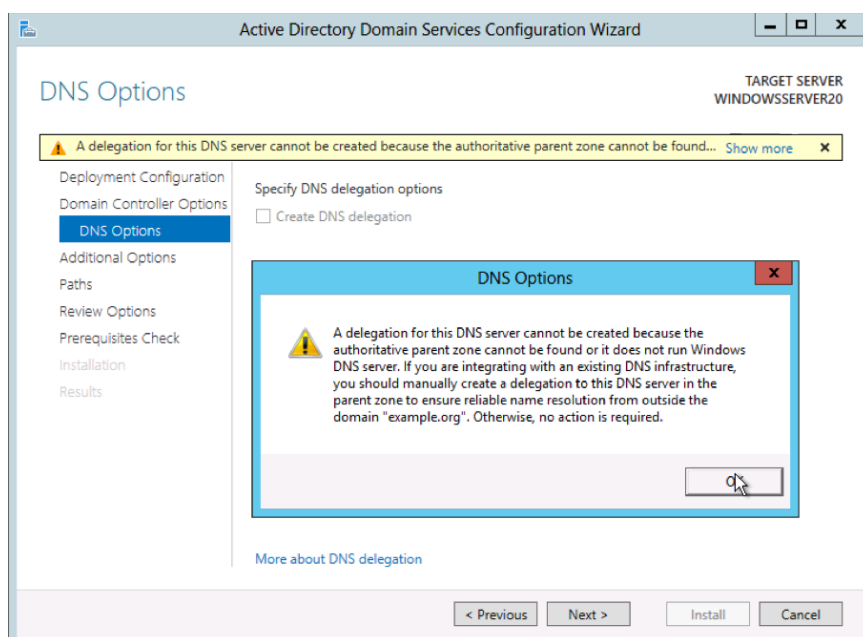 Active Directory Domain Services Configuration Wizard
DNS Options
TARGET SERVER
WINDOWSSERVER20
A delegation for this DNS server cannot be created because the authoritative parent zone cannot be found... Show more
Deployment Configuration
Domain Controller Options
DNS Options
Additional Options
Paths
Review Options
Prerequisites Check
Installation
Results
Specify DNS delegation options
Create DNS delegation
DNS Options
A delegation for this DNS server cannot be created because the
authoritative parent zone cannot be found or it does not run Windows
DNS server. If you are integrating with an existing DNS infrastructure,
you should manually create a delegation to this DNS server in the
parent zone to ensure reliable name resolution from outside the
domain "example.org". Otherwise, no action is required.
More about DNS delegation
< Previous
Next >
Install
Cancel